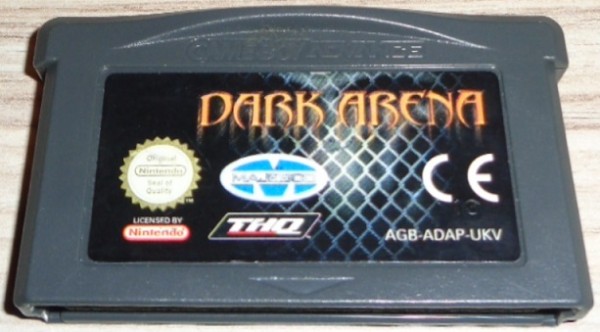 GAME BOY ADVANCE
DARK ARENA
Original
Nintendo
Seal of
Quality
TM
LICENSED BY
Nintendo
MAJESCO
THQ
CE
AGB-ADAP-UKV